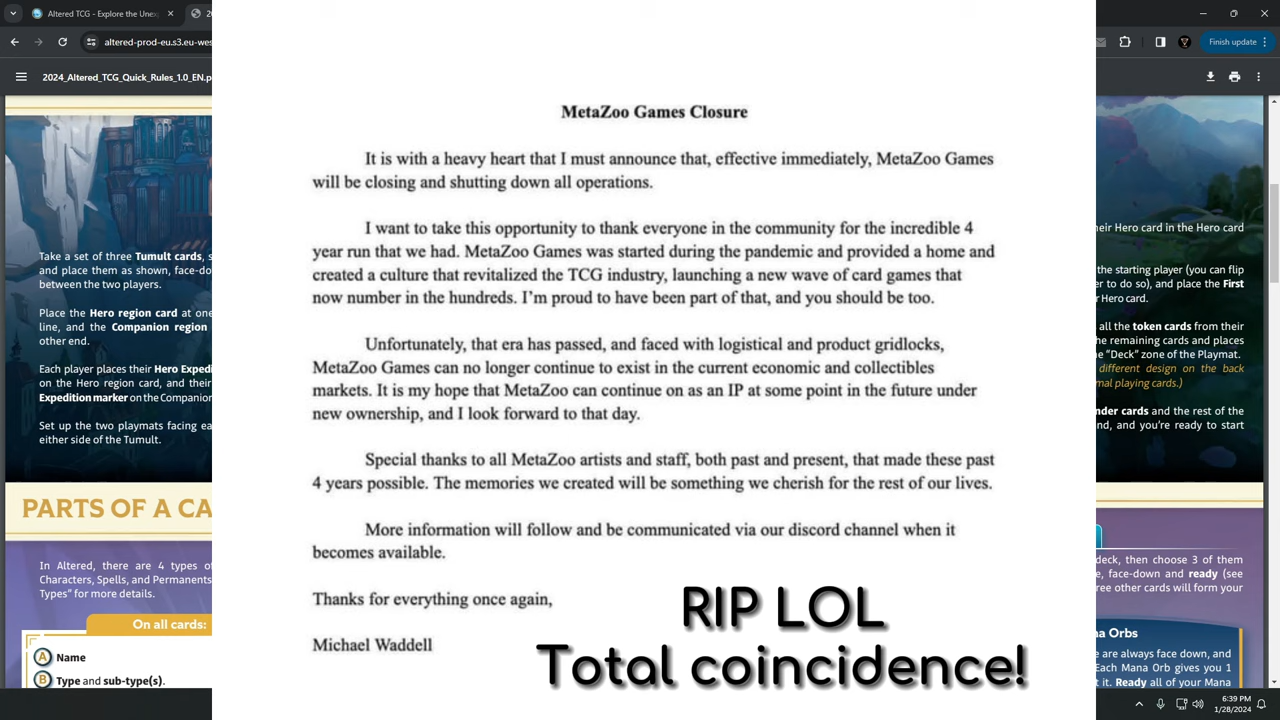 Altered TCG - Explore the Unex
altered-prod-eu.s3.eu-wes
Finish update
2024_Altered TCG_Quick_Rules_EN.
MetaZoo Games Closure
It is with a heavy heart that I must announce that, effective immediately, MetaZoo Games
will be closing and shutting down all operations.
I want to take this opportunity to thank everyone in the community for the incredible 4
year run that we had. MetaZoo Games was started during the pandemic and provided a home and
created a culture that revitalized the TCG industry, launching a new wave of card games that
now number in the hundreds. I'm proud to have been part of that, and you should be too.
Unfortunately, that era has passed, and faced with logistical and product gridlocks,
MetaZoo Games can no longer continue to exist in the current economic and collectibles
markets. It is my hope that MetaZoo can continue on as an IP at some point in the future under
new ownership, and I look forward to that day.
Special thanks to all MetaZoo artists and staff, both past and present, that made these past
4 years possible. The memories we created will be something we cherish for the rest of our lives.
More information will follow and be communicated via our discord channel when it
becomes available.
Thanks for everything once again,
Michael Waddell
RIP LOL
Total coincidence!
Take a set of three Tumult cards, s
and place them as shown, face-d
between the two players.
Place the Hero region card at one
line, and the Companion region
other end.
Each player places their Hero Exped
on the Hero region card, and their
Expedition marker on the Companion
Set up the two playmats facing ea
either side of the Tumult.
PARTS OF A CA
In Altered, there are 4 types of
Characters, Spells, and Permanents
Types" for more details.
On all cards:
A Name
B Type and sub-type(s).
heir Hero card in the Hero card
the starting player (you can flip
er to do so), and place the First
r Hero card.
all the token cards from their
he remaining cards, and place
he "Deck" zone of the Playmat.
different design on the back
mal playing cards.)
nder cards and the rest of the
nd, and you're ready to start
deck, then choose 3 of them
, face-down and ready (see
ree other cards will form your
na Orbs
are always face down, and
Each Mana Orb gives you 1
it. Ready all of your Mana
6:39 PM
1/28/2024